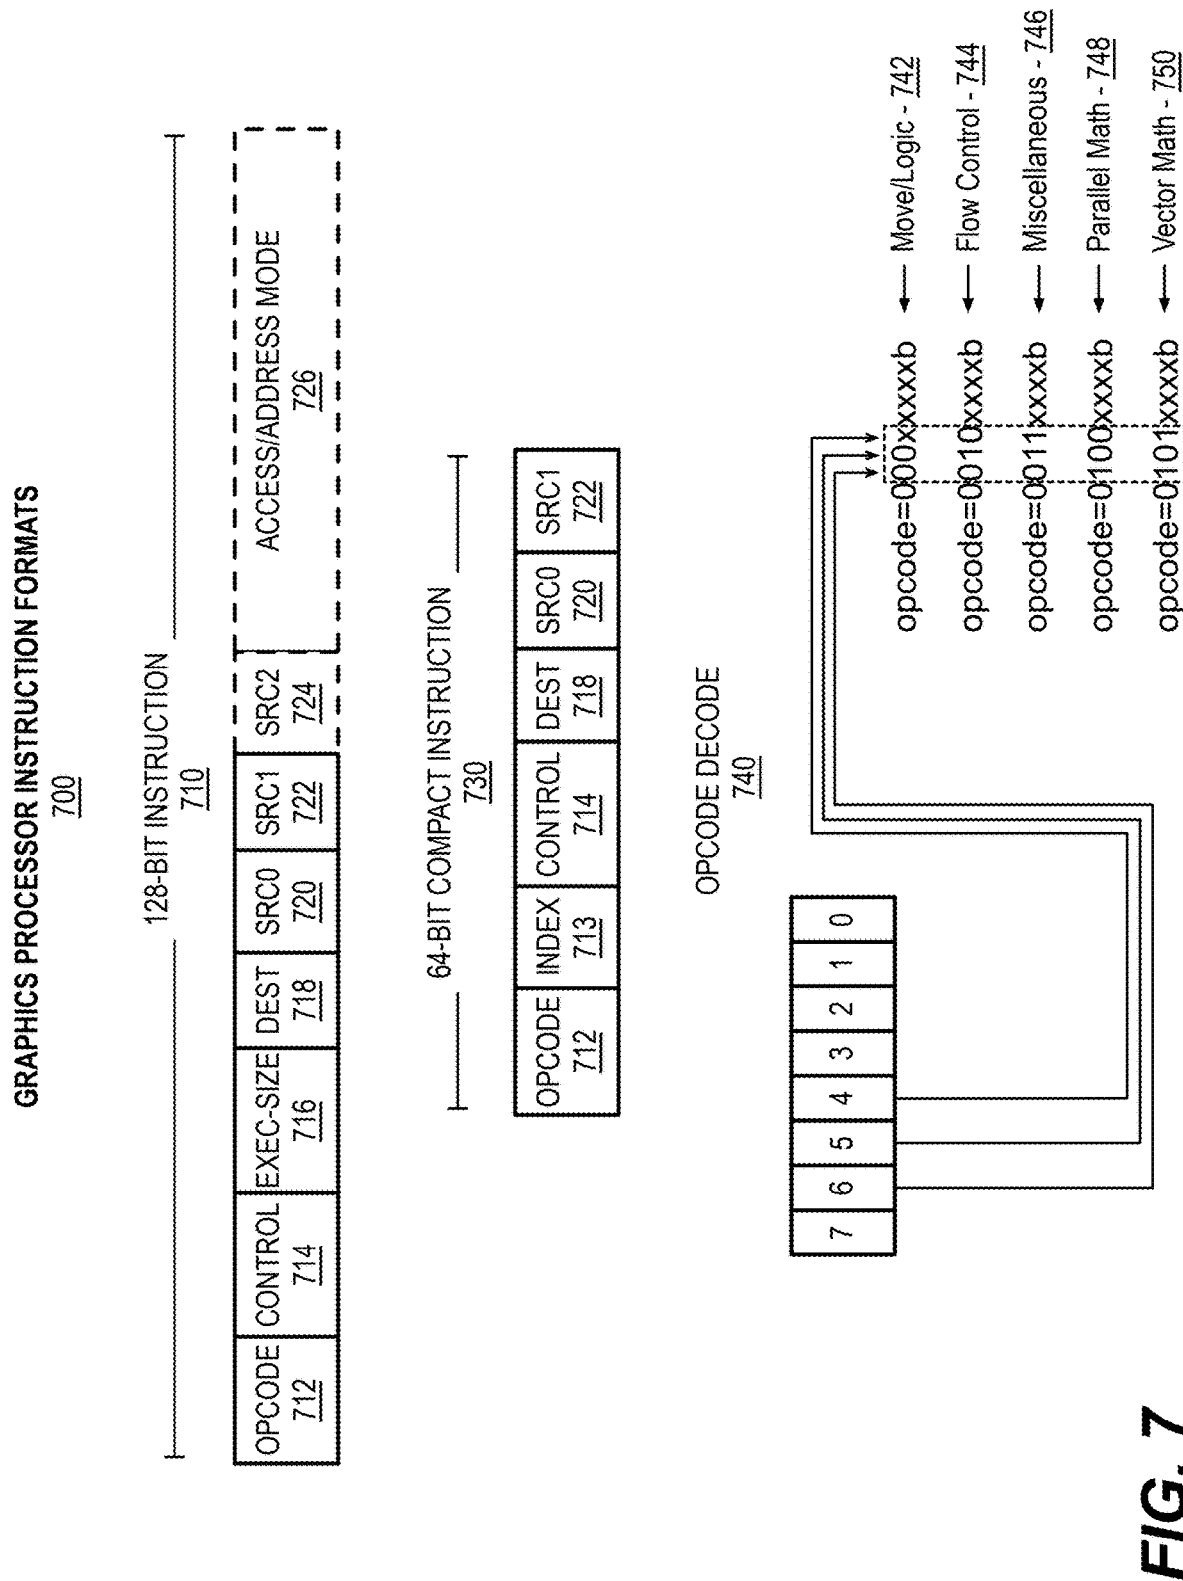 GRAPHICS PROCESSOR INSTRUCTION FORMATS
700
128-BIT INSTRUCTION
710
OPCODE CONTROL EXEC-SIZE DEST SRC0 SRC1 SRC2 ACCESS/ADDRESS MODE
712 714 716 718 720 722 724 726
64-BIT COMPACT INSTRUCTION
730
OPCODE INDEX CONTROL DEST SRC0 SRC1
712 713 714 718 720 722
OPCODE DECODE
740
7 6 5 4 3 2 1 0
opcode=000xxxxxb Move/Logic - 742
opcode=0010xxxxb Flow Control - 744
opcode=0011xxxxb Miscellaneous - 746
opcode=0100xxxxb Parallel Math - 748
opcode=0101xxxxb Vector Math - 750
FIG. 7